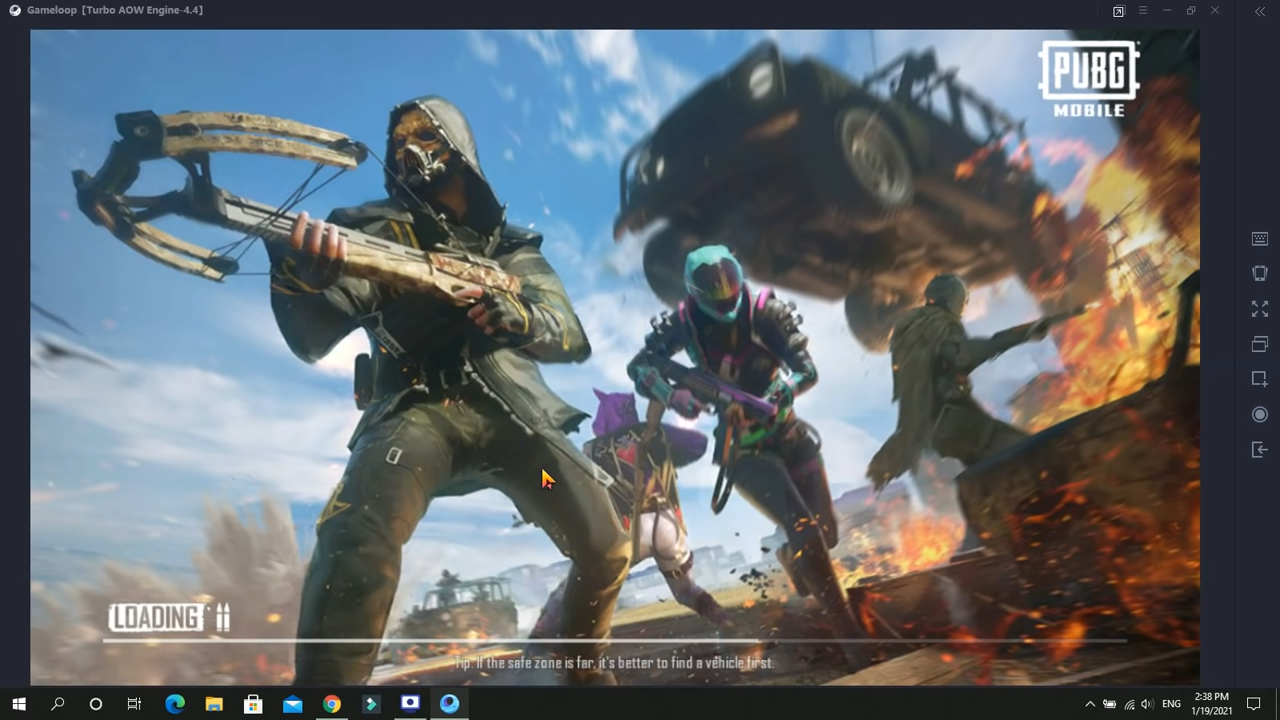 Gameloop [Turbo AOW Engine-4.4]
PUBG
MOBILE
LOADING
Tip: If the safe zone is far, it's better to find a vehicle first.
ENG
2:38 PM
1/19/2021